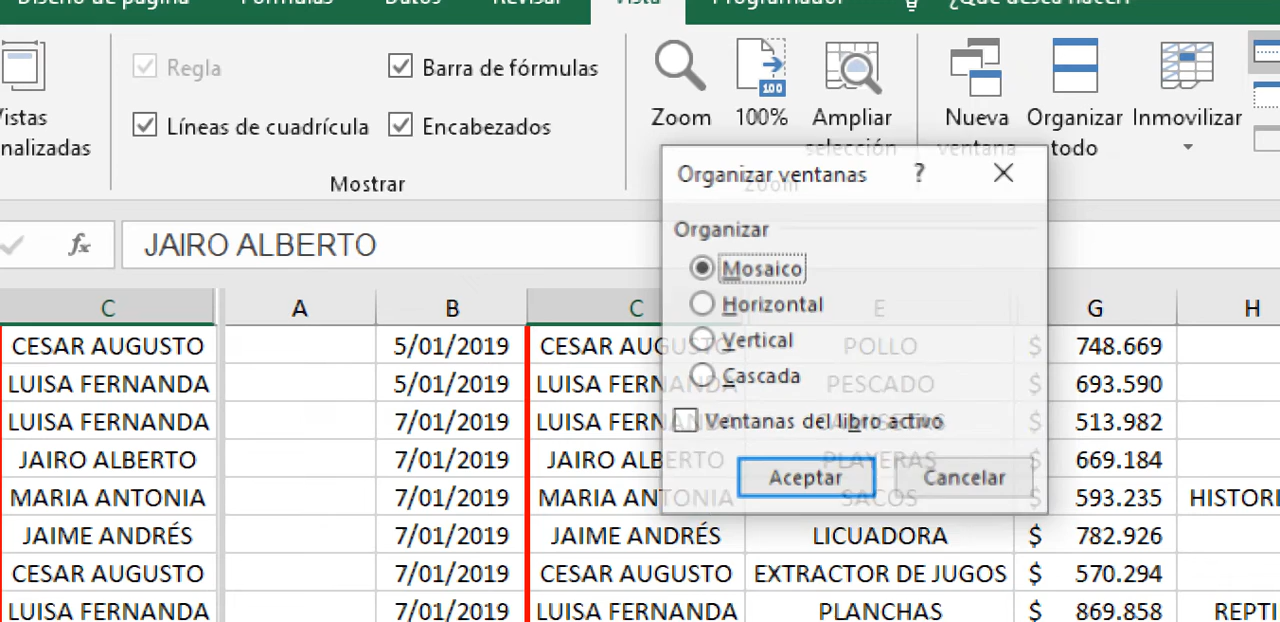 Diseño de página Fórmulas Datos Revisar Vista Programador ¿Qué desea hacer?
Regla Barra de fórmulas
Líneas de cuadrícula Encabezados
Mostrar
Vistas
nalizadas
Zoom 100% Ampliar
selección
Zoom
Nueva
ventana
Organizar
todo
Inmovilizar
Organizar ventanas ?
Organizar
Mosaico
Horizontal
Vertical
Cascada
Ventanas del libro activo
Aceptar Cancelar
fx JAIRO ALBERTO
C A B C E G H
CESAR AUGUSTO 5/01/2019 CESAR AUGUSTO POLLO $ 748.669
LUISA FERNANDA 5/01/2019 LUISA FERNANDA PESCADO $ 693.590
LUISA FERNANDA 7/01/2019 LUISA FERNANDA CAMISETAS $ 513.982
JAIRO ALBERTO 7/01/2019 JAIRO ALBERTO PLAYERAS $ 669.184
MARIA ANTONIA 7/01/2019 MARIA ANTONIA SACOS $ 593.235 HISTORI
JAIME ANDRÉS 7/01/2019 JAIME ANDRÉS LICUADORA $ 782.926
CESAR AUGUSTO 7/01/2019 CESAR AUGUSTO EXTRACTOR DE JUGOS $ 570.294
LUISA FERNANDA 7/01/2019 LUISA FERNANDA PLANCHAS $ 869.858 REPTI